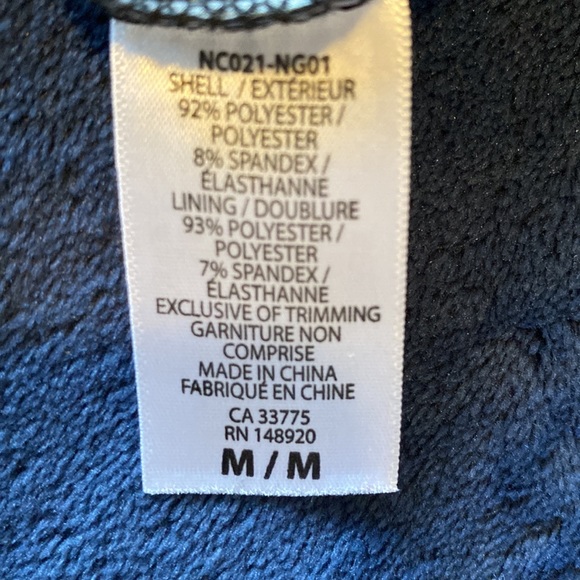 NC021-NG01
SHELL / EXTÉRIEUR
92% POLYESTER /
POLYESTER
8% SPANDEX /
ÉLASTHANNE
LINING / DOUBLURE
93% POLYESTER /
POLYESTER
7% SPANDEX /
ÉLASTHANNE
EXCLUSIVE OF TRIMMING
GARNITURE NON
COMPRISE
MADE IN CHINA
FABRIQUÉ EN CHINE
CA 33775
RN 148920
M / M